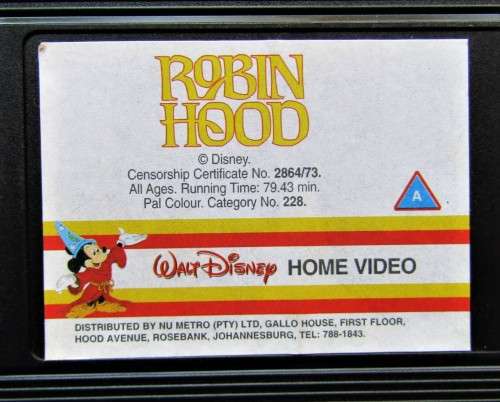 ROBIN
HOOD
© Disney.
Censorship Certificate No. 2864/73.
All Ages. Running Time: 79.43 min.
Pal Colour. Category No. 228.
A
WALT DISNEY HOME VIDEO
DISTRIBUTED BY NU METRO (PTY) LTD, GALLO HOUSE, FIRST FLOOR,
HOOD AVENUE, ROSEBANK, JOHANNESBURG, TEL: 788-1843.